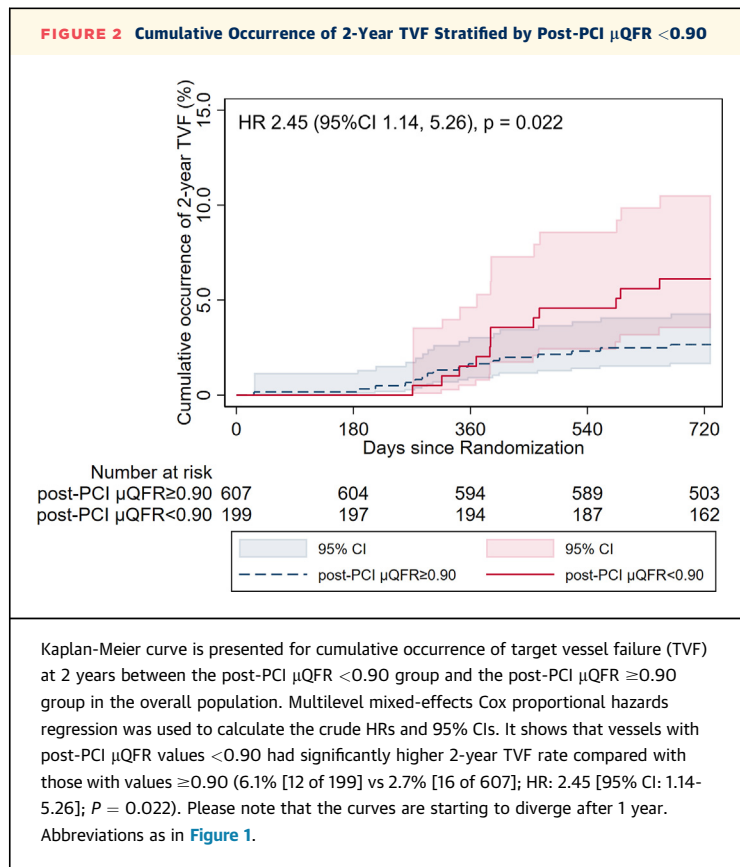 FIGURE 2 Cumulative Occurrence of 2-Year TVF Stratified by Post-PCI μQFR <0.90
Cumulative occurrence of 2-year TVF (%)
15.0
10.0
5.0
0
HR 2.45 (95%CI 1.14, 5.26), p = 0.022
0 180 360 540 720
Days since Randomization
Number at risk
post-PCI μQFR≥0.90 607 604 594 589 503
post-PCI μQFR<0.90 199 197 194 187 162
95% CI 95% CI
post-PCI μQFR≥0.90 post-PCI μQFR<0.90
Kaplan-Meier curve is presented for cumulative occurrence of target vessel failure (TVF)
at 2 years between the post-PCI μQFR <0.90 group and the post-PCI μQFR ≥0.90
group in the overall population. Multilevel mixed-effects Cox proportional hazards
regression was used to calculate the crude HRs and 95% CIs. It shows that vessels with
post-PCI μQFR values <0.90 had significantly higher 2-year TVF rate compared with
those with values ≥0.90 (6.1% [12 of 199] vs 2.7% [16 of 607]; HR: 2.45 [95% CI: 1.14-
5.26]; P = 0.022). Please note that the curves are starting to diverge after 1 year.
Abbreviations as in Figure 1.